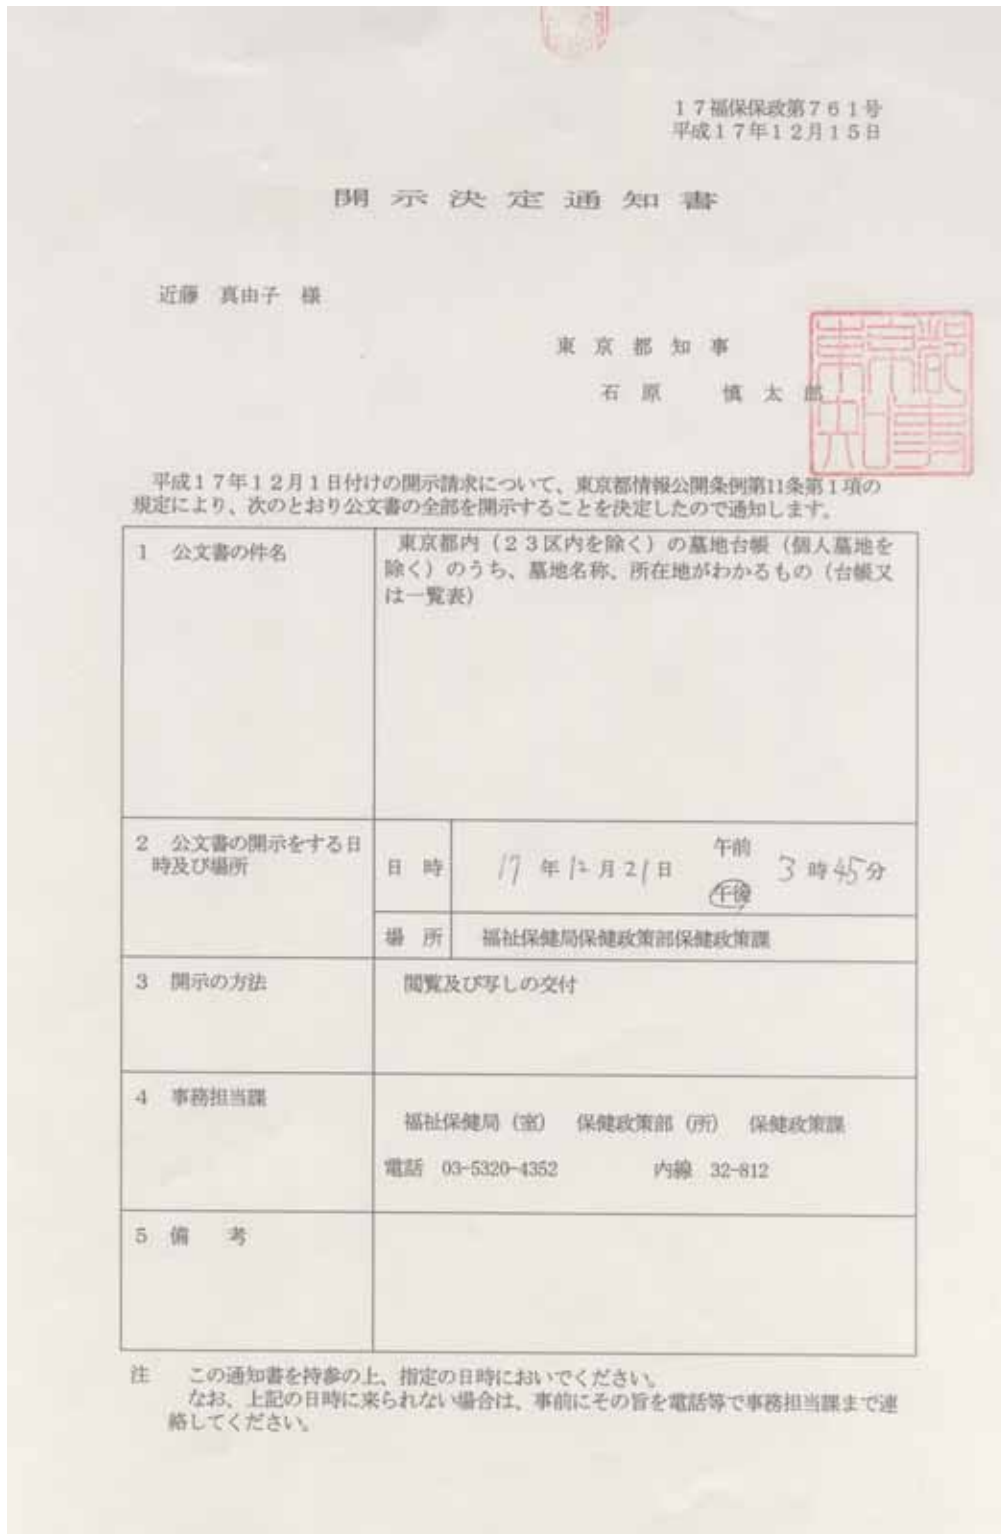 17福保保政第761号
平成17年12月15日
開示決定通知書
近藤 真由子 様
東京都知事
石原 慎太郎
東京都知事
平成17年12月1日付けの開示請求について、東京都情報公開条例第11条第1項の
規定により、次のとおり公文書の全部を開示することを決定したので通知します。
1 公文書の件名
東京都内(23区内を除く)の墓地台帳(個人墓地を
除く)のうち、墓地名称、所在地がわかるもの(台帳又
は一覧表)
2 公文書の開示をする日
時及び場所
日 時
17年12月21日 午前 午後 3時45分
場 所
福祉保健局保健政策部保健政策課
3 開示の方法
閲覧及び写しの交付
4 事務担当課
福祉保健局(室) 保健政策部(所) 保健政策課
電話 03-5320-4352 内線 32-812
5 備 考
注 この通知書を持参の上、指定の日時においでください。
なお、上記の日時に来られない場合は、事前にその旨を電話等で事務担当課まで連
絡してください。